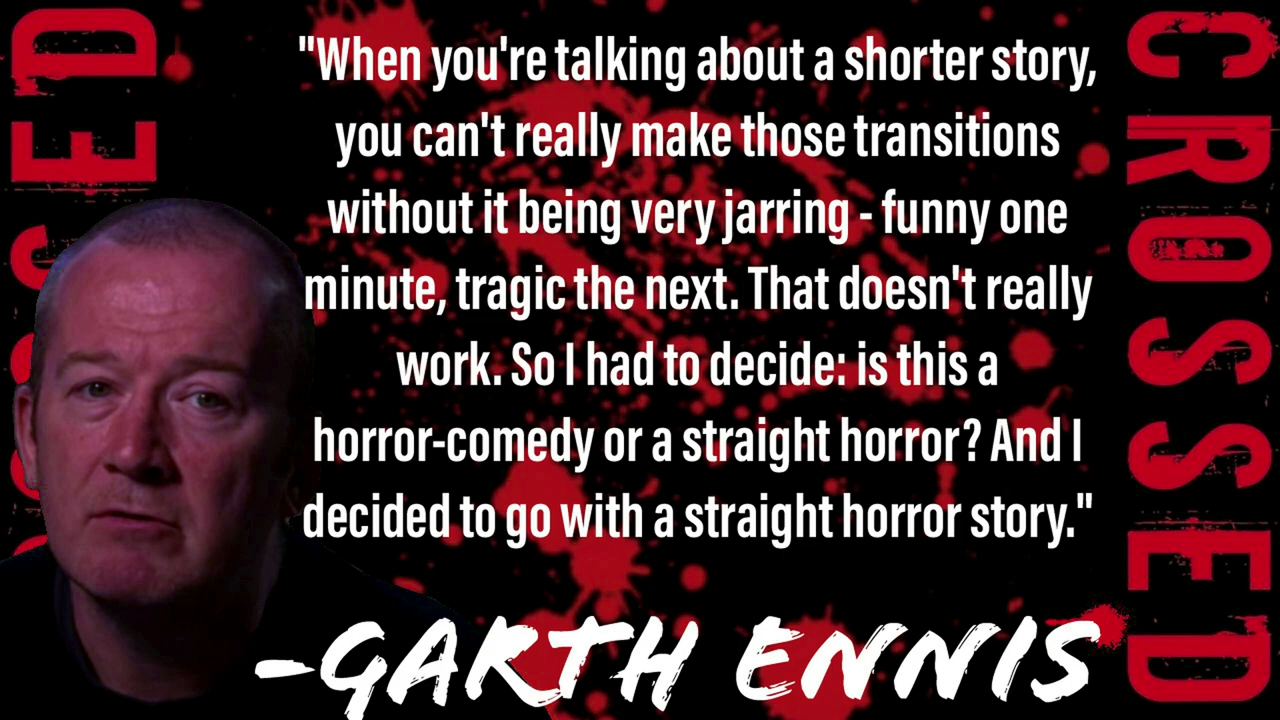 "When you're talking about a shorter story,
you can't really make those transitions
without it being very jarring - funny one
minute, tragic the next. That doesn't really
work. So I had to decide: is this a
horror-comedy or a straight horror? And I
decided to go with a straight horror story."
-GARTH ENNIS
CROSSED
CROSSED